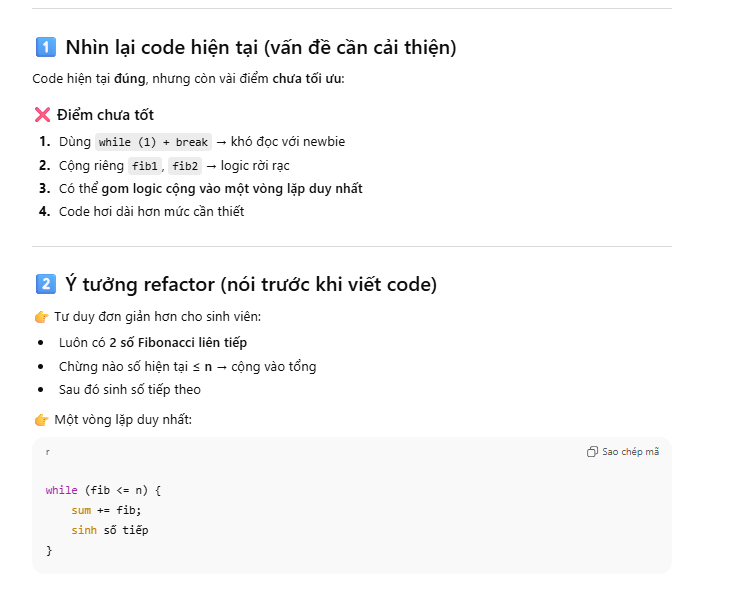 1 Nhìn lại code hiện tại (vấn đề cần cải thiện)
Code hiện tại đúng, nhưng còn vài điểm chưa tối ưu:
❌ Điểm chưa tốt
1. Dùng while (1) + break → khó đọc với newbie
2. Cộng riêng fib1, fib2 → logic rời rạc
3. Có thể gom logic cộng vào một vòng lặp duy nhất
4. Code hơi dài hơn mức cần thiết
2 Ý tưởng refactor (nói trước khi viết code)
👉 Tư duy đơn giản hơn cho sinh viên:
• Luôn có 2 số Fibonacci liên tiếp
• Chừng nào số hiện tại ≤ n → cộng vào tổng
• Sau đó sinh số tiếp theo
👉 Một vòng lặp duy nhất:
r Sao chép mã
while (fib <= n) {
    sum += fib;
    sinh số tiếp
}